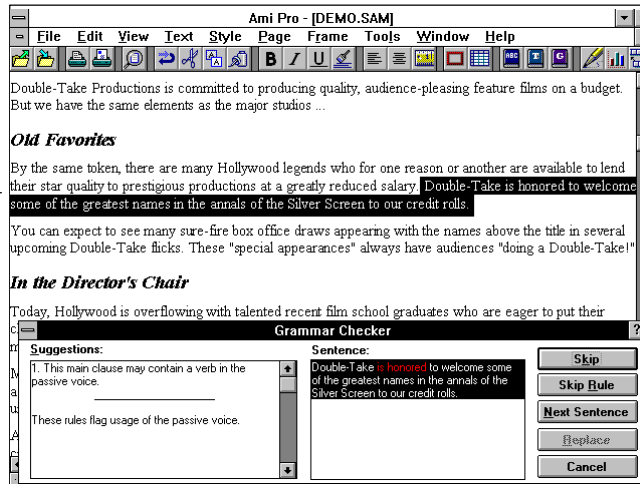 Ami Pro - [DEMO.SAM]
File Edit View Text Style Page Frame Tools Window Help
B I U ABC T G
Double-Take Productions is committed to producing quality, audience-pleasing feature films on a budget.
But we have the same elements as the major studios ...
Old Favorites
By the same token, there are many Hollywood legends who for one reason or another are available to lend
their star quality to prestigious productions at a greatly reduced salary. Double-Take is honored to welcome
some of the greatest names in the annals of the Silver Screen to our credit rolls.
You can expect to see many sure-fire box office draws appearing with the names above the title in several
upcoming Double-Take flicks. These "special appearances" always have audiences "doing a Double-Take!"
In the Director's Chair
Today, Hollywood is overflowing with talented recent film school graduates who are eager to put their
Grammar Checker ?
Suggestions:
1. This main clause may contain a verb in the
passive voice.
These rules flag usage of the passive voice.
Sentence:
Double-Take is honored to welcome some
of the greatest names in the annals of the
Silver Screen to our credit rolls.
Skip
Skip Rule
Next Sentence
Replace
Cancel